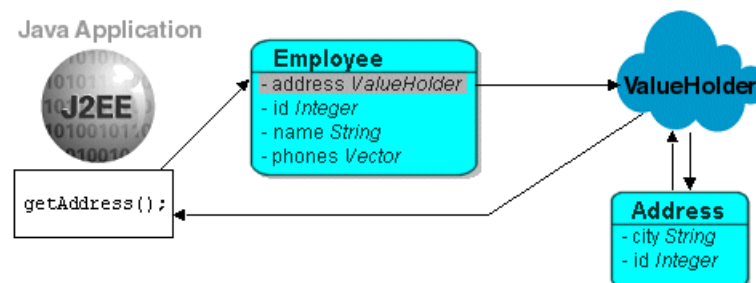 Java Application
J2EE
getAddress();
Employee
- address ValueHolder
- id Integer
- name String
- phones Vector
ValueHolder
Address
- city String
- id Integer